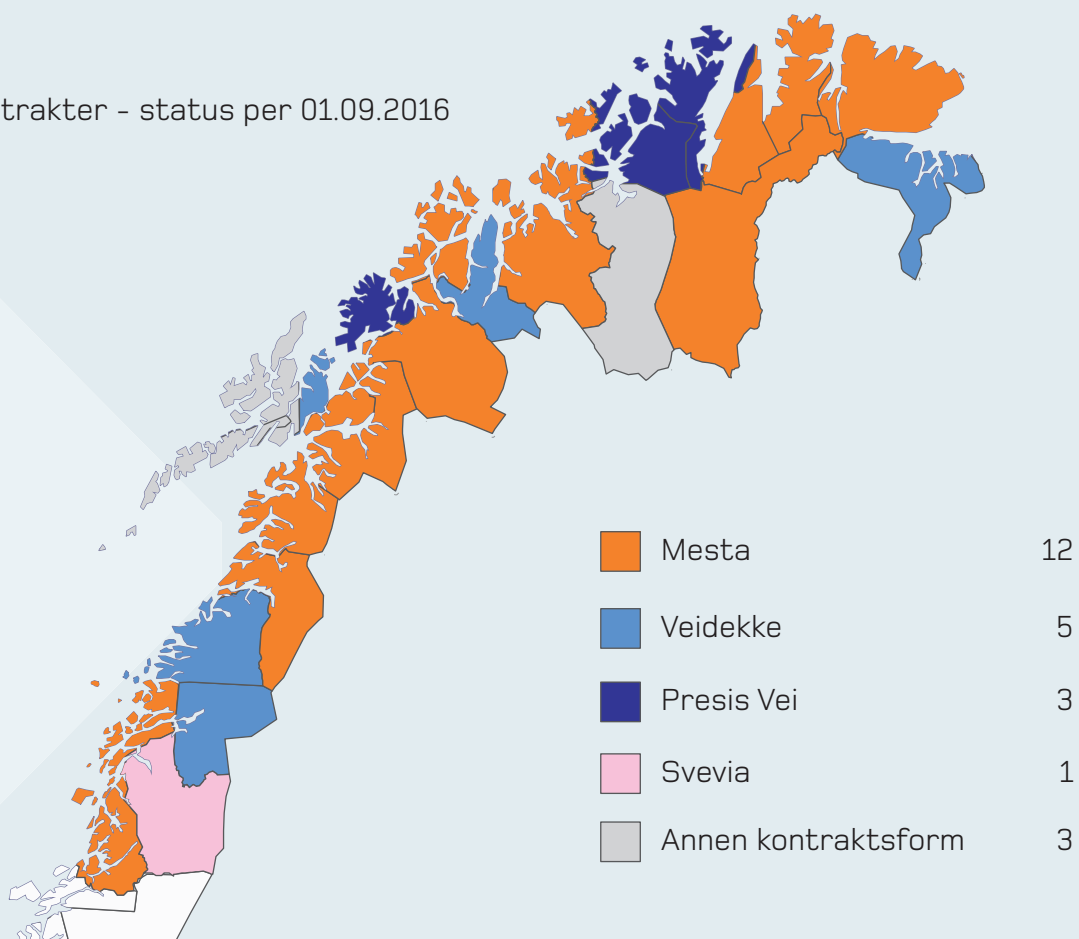 trakter - status per 01.09.2016
Mesta 12
Veidekke 5
Presis Vei 3
Svevia 1
Annen kontraktsform 3